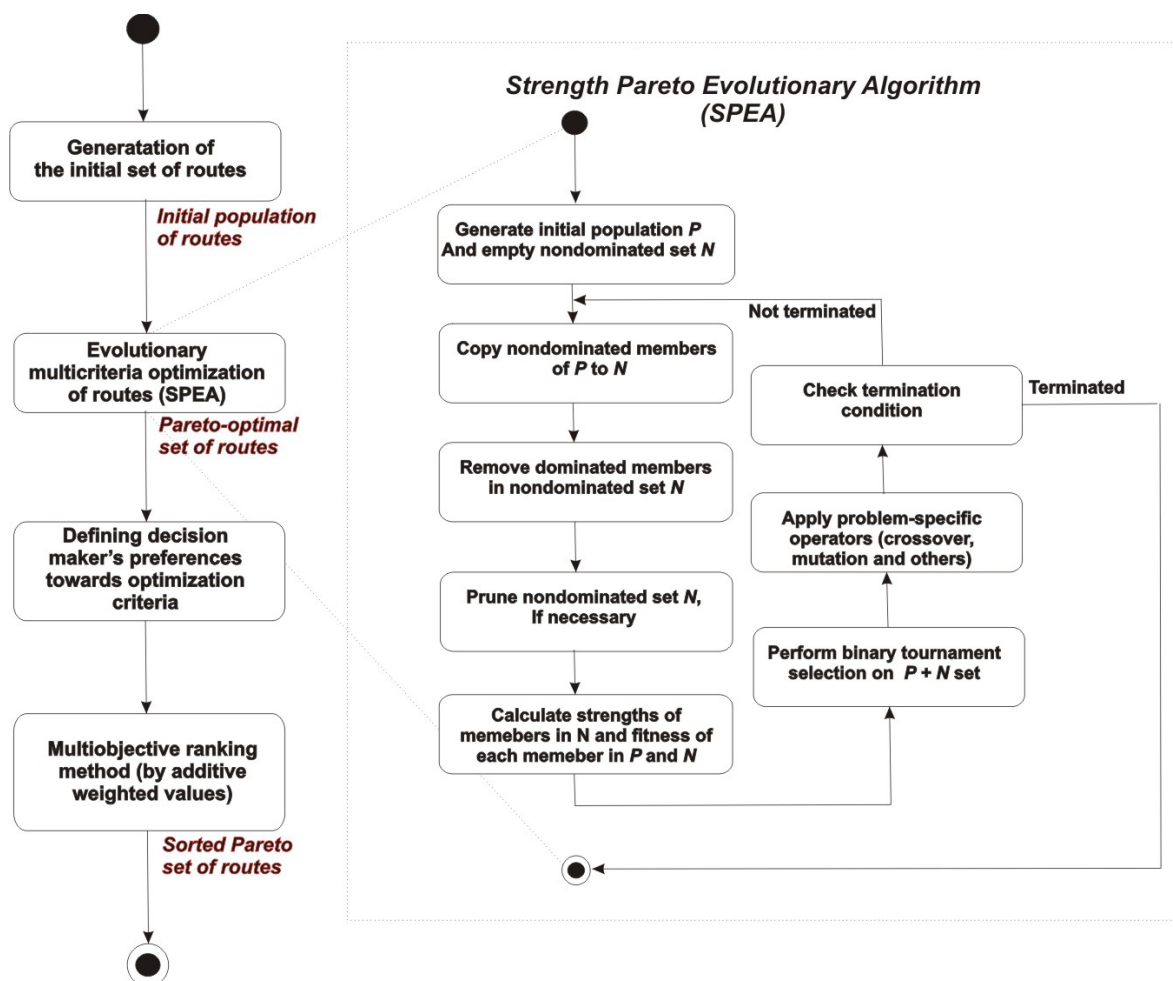 Generatation of
the initial set of routes
Initial population
of routes
Evolutionary
multicriteria optimization
of routes (SPEA)
Pareto-optimal
set of routes
Defining decision
maker’s preferences
towards optimization
criteria
Multiobjective ranking
method (by additive
weighted values)
Sorted Pareto
set of routes
Strength Pareto Evolutionary Algorithm
(SPEA)
Generate initial population P
And empty nondominated set N
Copy nondominated members
of P to N
Remove dominated members
in nondominated set N
Prune nondominated set N,
If necessary
Calculate strengths of
memebers in N and fitness of
each memeber in P and N
Perform binary tournament
selection on P + N set
Apply problem-specific
operators (crossover,
mutation and others)
Check termination
condition
Not terminated
Terminated